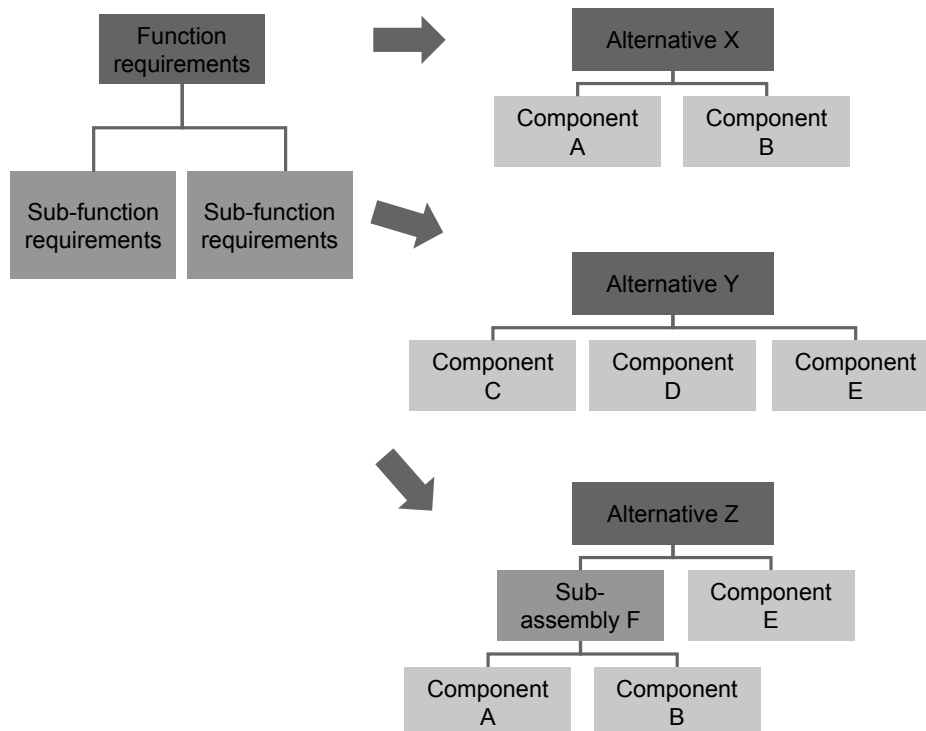 Function
requirements
Sub-function
requirements
Sub-function
requirements
Alternative X
Component
A
Component
B
Alternative Y
Component
C
Component
D
Component
E
Alternative Z
Sub-
assembly F
Component
E
Component
A
Component
B